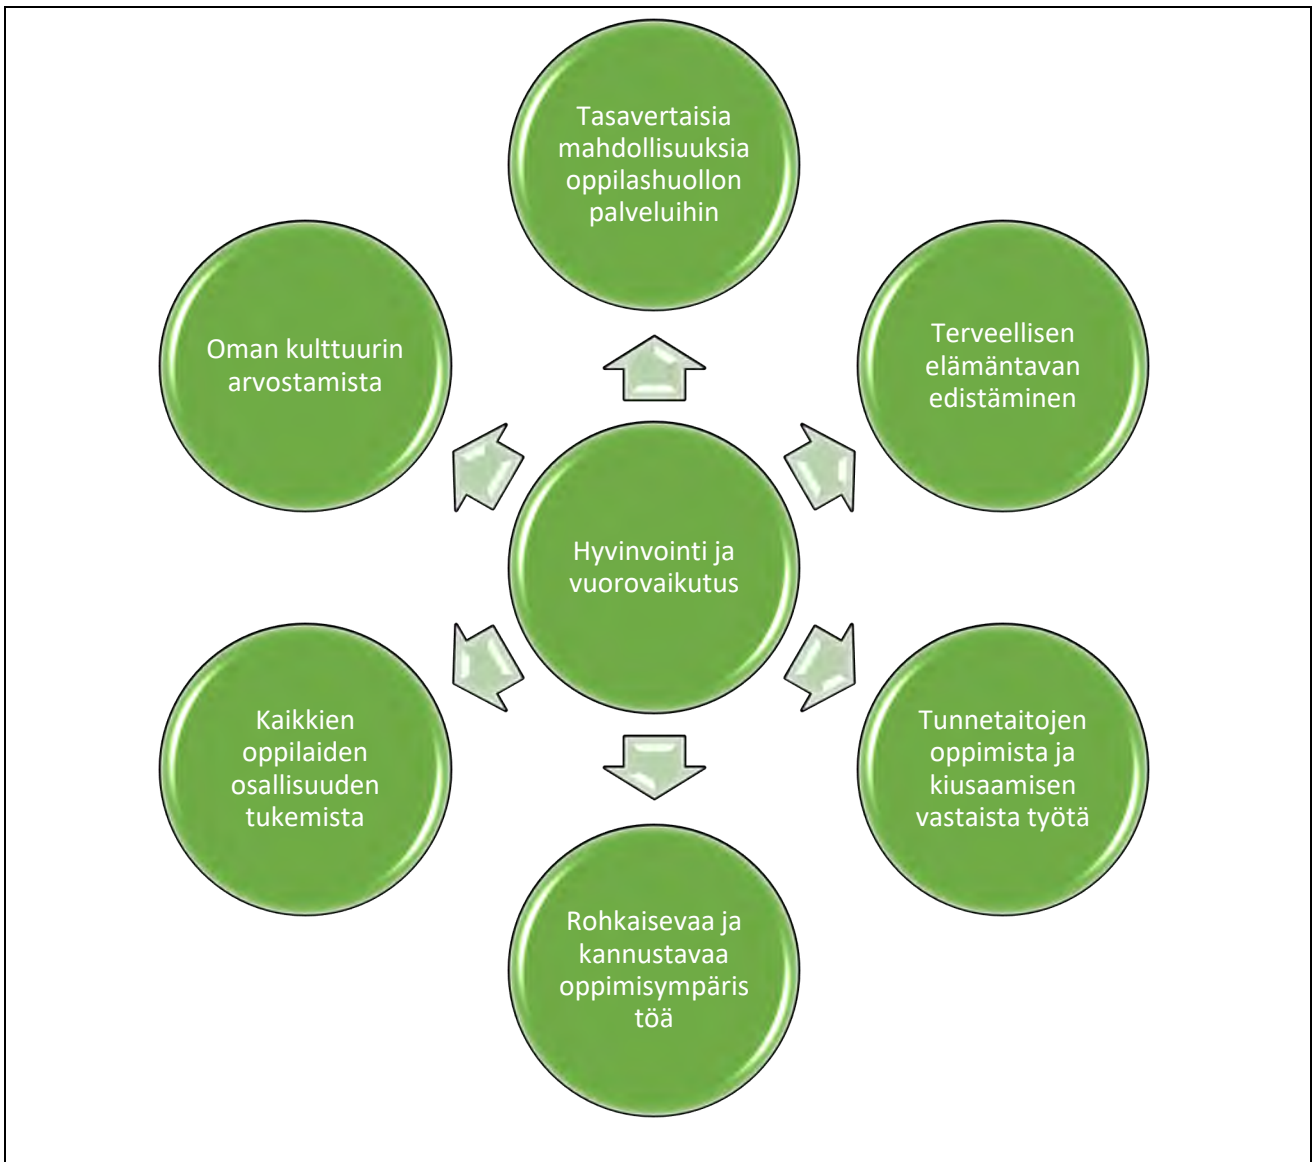 Tasavertaisia
mahdollisuuksia
oppilashuollon
palveluihin
Oman kulttuurin
arvostamista
Terveellisen
elämäntavan
edistäminen
Hyvinvointi ja
vuorovaikutus
Kaikkien
oppilaiden
osallisuuden
tukemista
Tunnetaitojen
oppimista ja
kiusaamisen
vastaista työtä
Rohkaisevaa ja
kannustavaa
oppimisympäris
töä